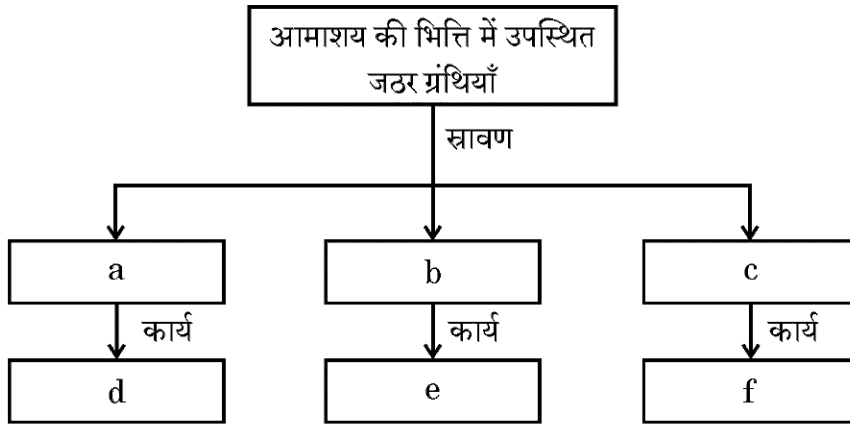 आमाशय की भित्ति में उपस्थित
जठर ग्रंथियाँ
स्रावण
a
b
c
कार्य
कार्य
कार्य
d
e
f